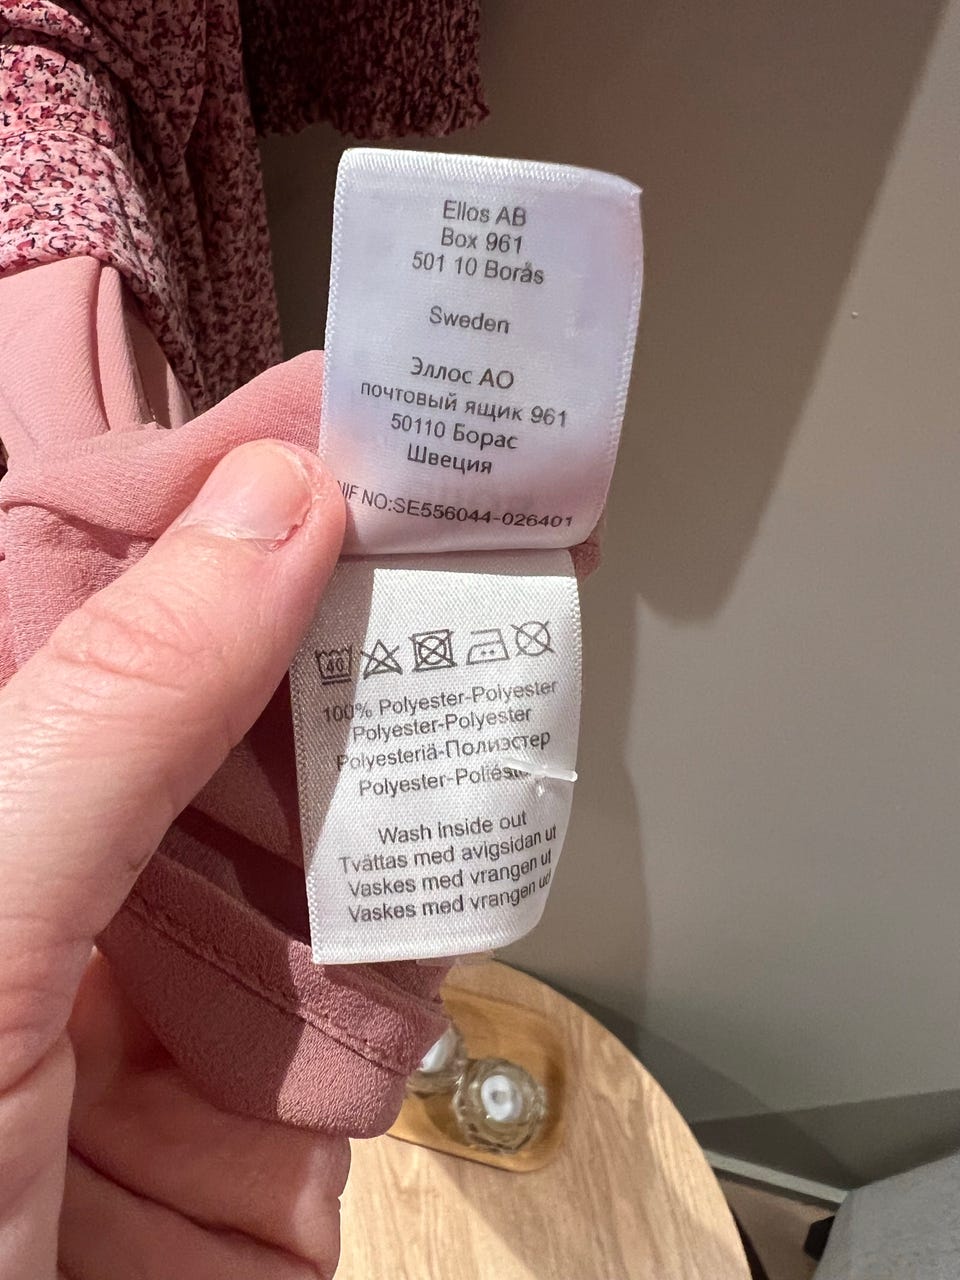 Ellos AB
Box 961
501 10 Borås
Sweden
Эллос АО
почтовый ящик 961
50110 Борас
Швеция
NIF NO:SE556044-026401
40
100% Polyester-Polyester
Polyester-Polyester
Polyesteriä-Полиэстер
Wash Inside out
Tvättas med avigsidan ut
Vaskes med vrangen ut
Vaskes med vrangen